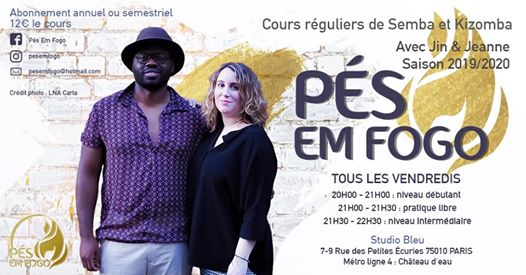 Abonnement annuel ou semestriel
12€ le cours
Pés Em Fogo
pesemfogo
pesemfogo@hotmail.com
Crédit photo : LNA Carla
Cours réguliers de Semba et Kizomba
Avec Jin & Jeanne
Saison 2019/2020
PÉS
EM FOGO
TOUS LES VENDREDIS
20H00 - 21H00 : niveau débutant
21H00 - 21H30 : pratique libre
21H30 - 22H30 : niveau intermédiaire
Studio Bleu
7-9 Rue des Petites Écuries 75010 PARIS
Métro ligne 4 : Château d'eau
PÉS
EM FOGO